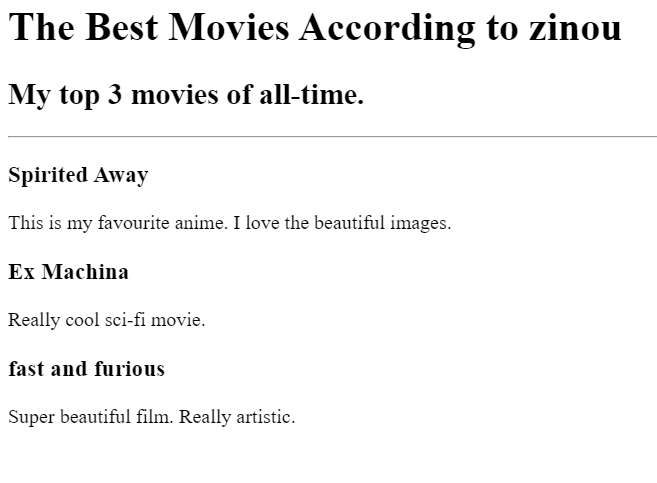 The Best Movies According to zinou
My top 3 movies of all-time.
Spirited Away
This is my favourite anime. I love the beautiful images.
Ex Machina
Really cool sci-fi movie.
fast and furious
Super beautiful film. Really artistic.